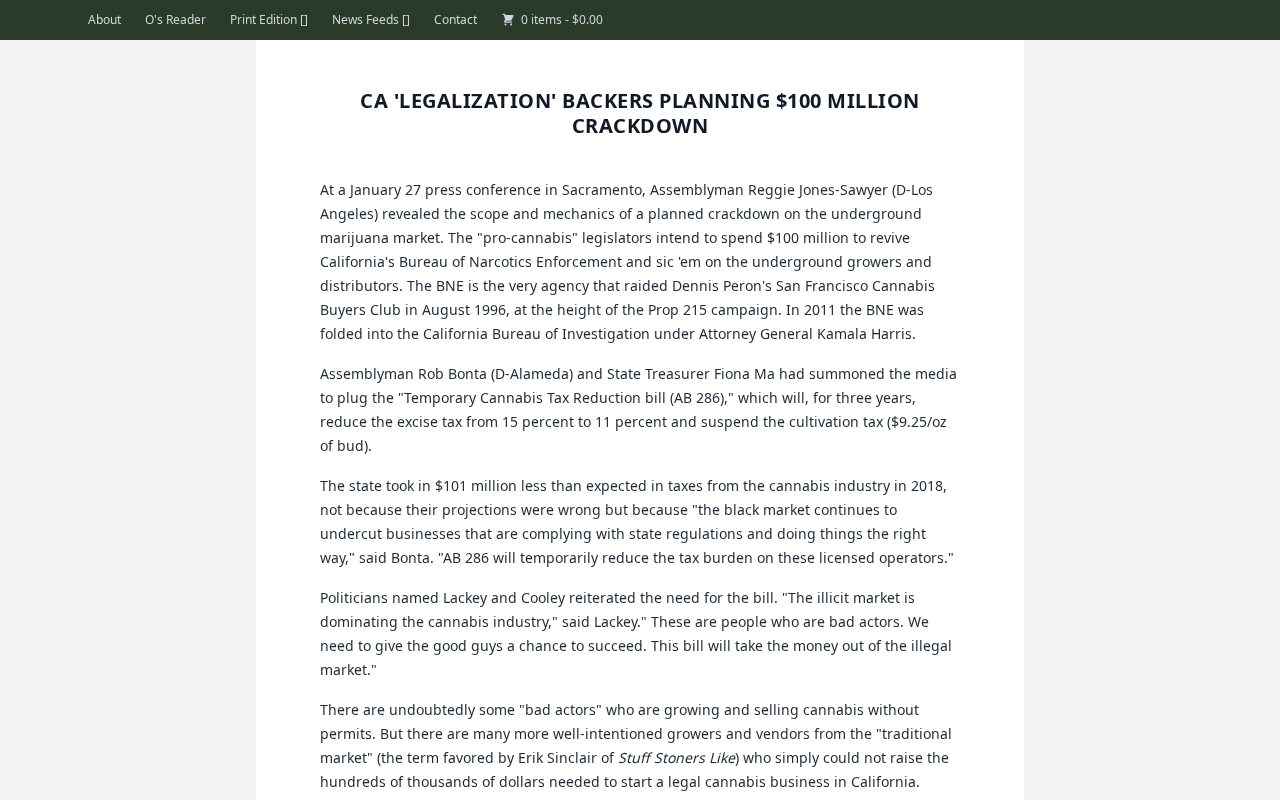 About O's Reader Print Edition [] News Feeds [] Contact 0 items - $0.00
CA 'LEGALIZATION' BACKERS PLANNING $100 MILLION
CRACKDOWN
At a January 27 press conference in Sacramento, Assemblyman Reggie Jones-Sawyer (D-Los
Angeles) revealed the scope and mechanics of a planned crackdown on the underground
marijuana market. The "pro-cannabis" legislators intend to spend $100 million to revive
California's Bureau of Narcotics Enforcement and sic 'em on the underground growers and
distributors. The BNE is the very agency that raided Dennis Peron's San Francisco Cannabis
Buyers Club in August 1996, at the height of the Prop 215 campaign. In 2011 the BNE was
folded into the California Bureau of Investigation under Attorney General Kamala Harris.
Assemblyman Rob Bonta (D-Alameda) and State Treasurer Fiona Ma had summoned the media
to plug the "Temporary Cannabis Tax Reduction bill (AB 286)," which will, for three years,
reduce the excise tax from 15 percent to 11 percent and suspend the cultivation tax ($9.25/oz
of bud).
The state took in $101 million less than expected in taxes from the cannabis industry in 2018,
not because their projections were wrong but because "the black market continues to
undercut businesses that are complying with state regulations and doing things the right
way," said Bonta. "AB 286 will temporarily reduce the tax burden on these licensed operators."
Politicians named Lackey and Cooley reiterated the need for the bill. "The illicit market is
dominating the cannabis industry," said Lackey." These are people who are bad actors. We
need to give the good guys a chance to succeed. This bill will take the money out of the illegal
market."
There are undoubtedly some "bad actors" who are growing and selling cannabis without
permits. But there are many more well-intentioned growers and vendors from the "traditional
market" (the term favored by Erik Sinclair of Stuff Stoners Like) who simply could not raise the
hundreds of thousands of dollars needed to start a legal cannabis business in California.